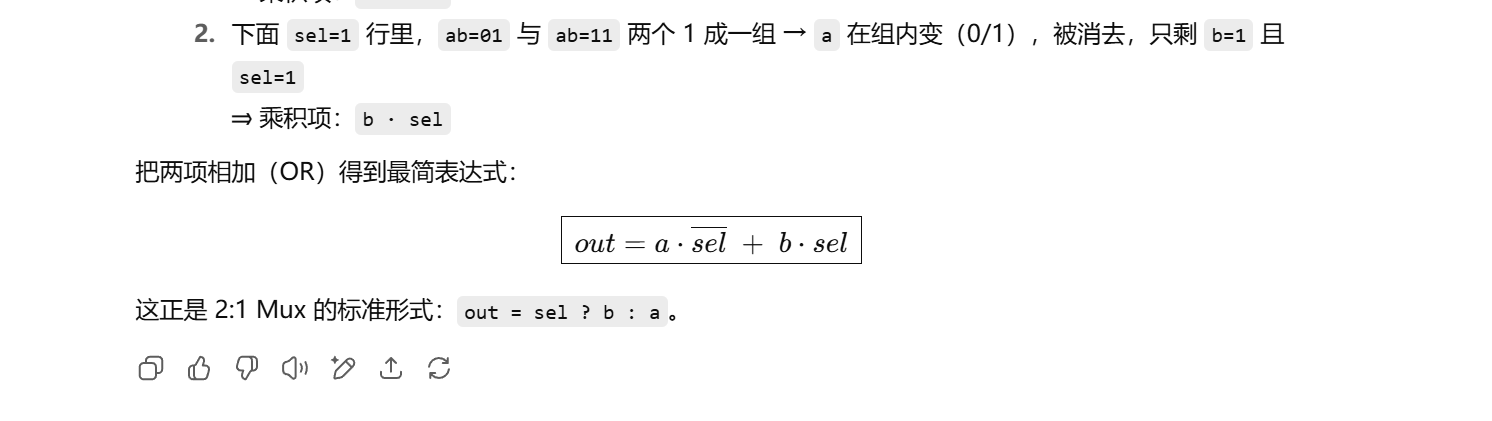 2. 下面 sel=1 行里，ab=01 与 ab=11 两个 1 成一组 → a 在组内变（0/1），被消去，只剩 b=1 且
sel=1
⇒ 乘积项：b · sel
把两项相加（OR）得到最简表达式：
out = a · \overline{sel} + b · sel
这正是 2:1 Mux 的标准形式：out = sel ? b : a。